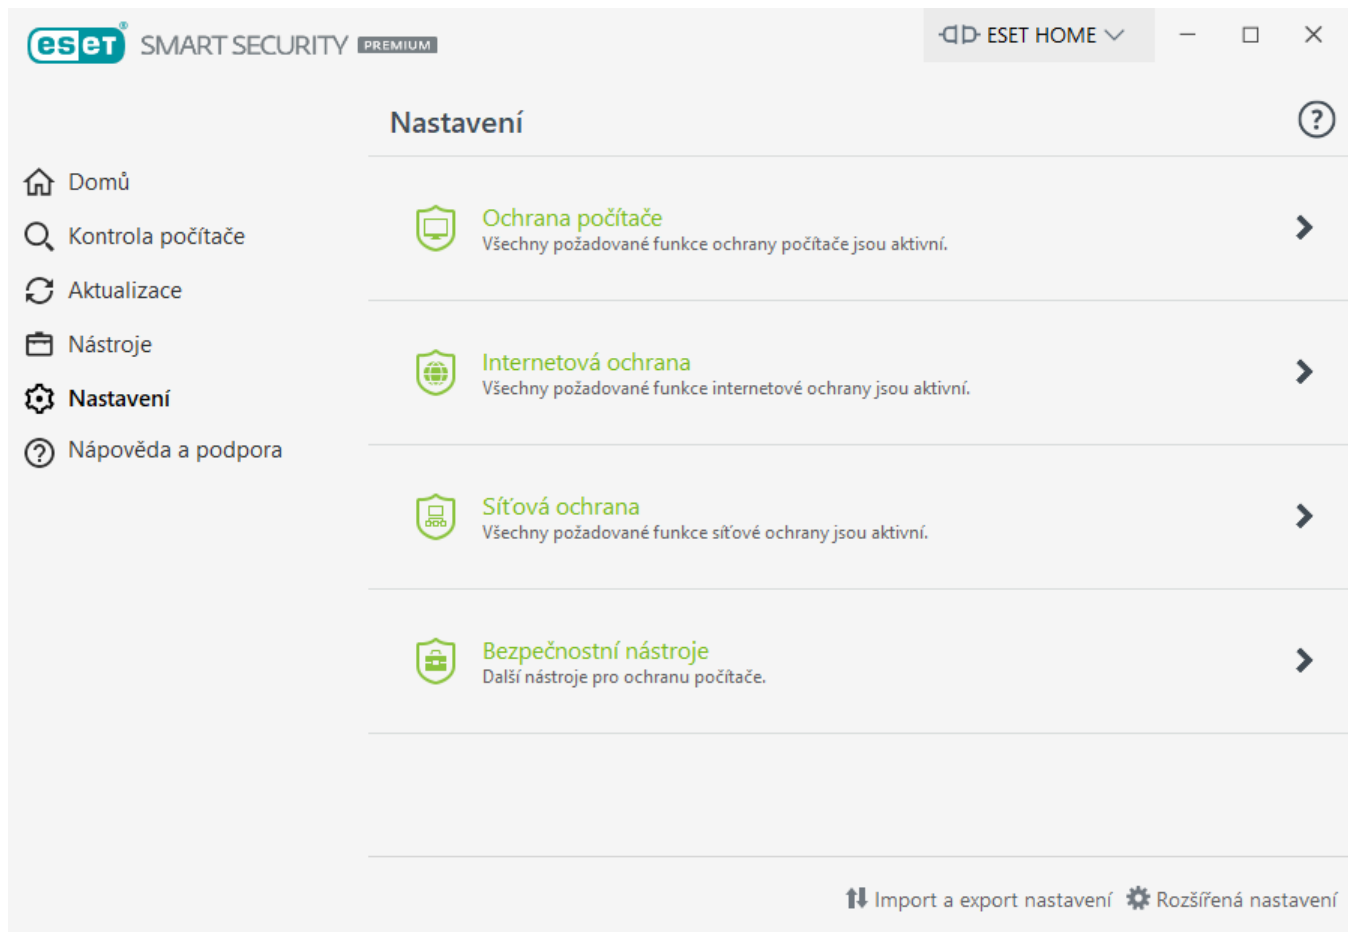 eset® SMART SECURITY PREMIUM
ESET HOME
Nastavení
?
Domů
Kontrola počítače
Aktualizace
Nástroje
Nastavení
Nápověda a podpora
Ochrana počítače
Všechny požadované funkce ochrany počítače jsou aktivní.
Internetová ochrana
Všechny požadované funkce internetové ochrany jsou aktivní.
Síťová ochrana
Všechny požadované funkce síťové ochrany jsou aktivní.
Bezpečnostní nástroje
Další nástroje pro ochranu počítače.
Import a export nastavení Rozšířená nastavení